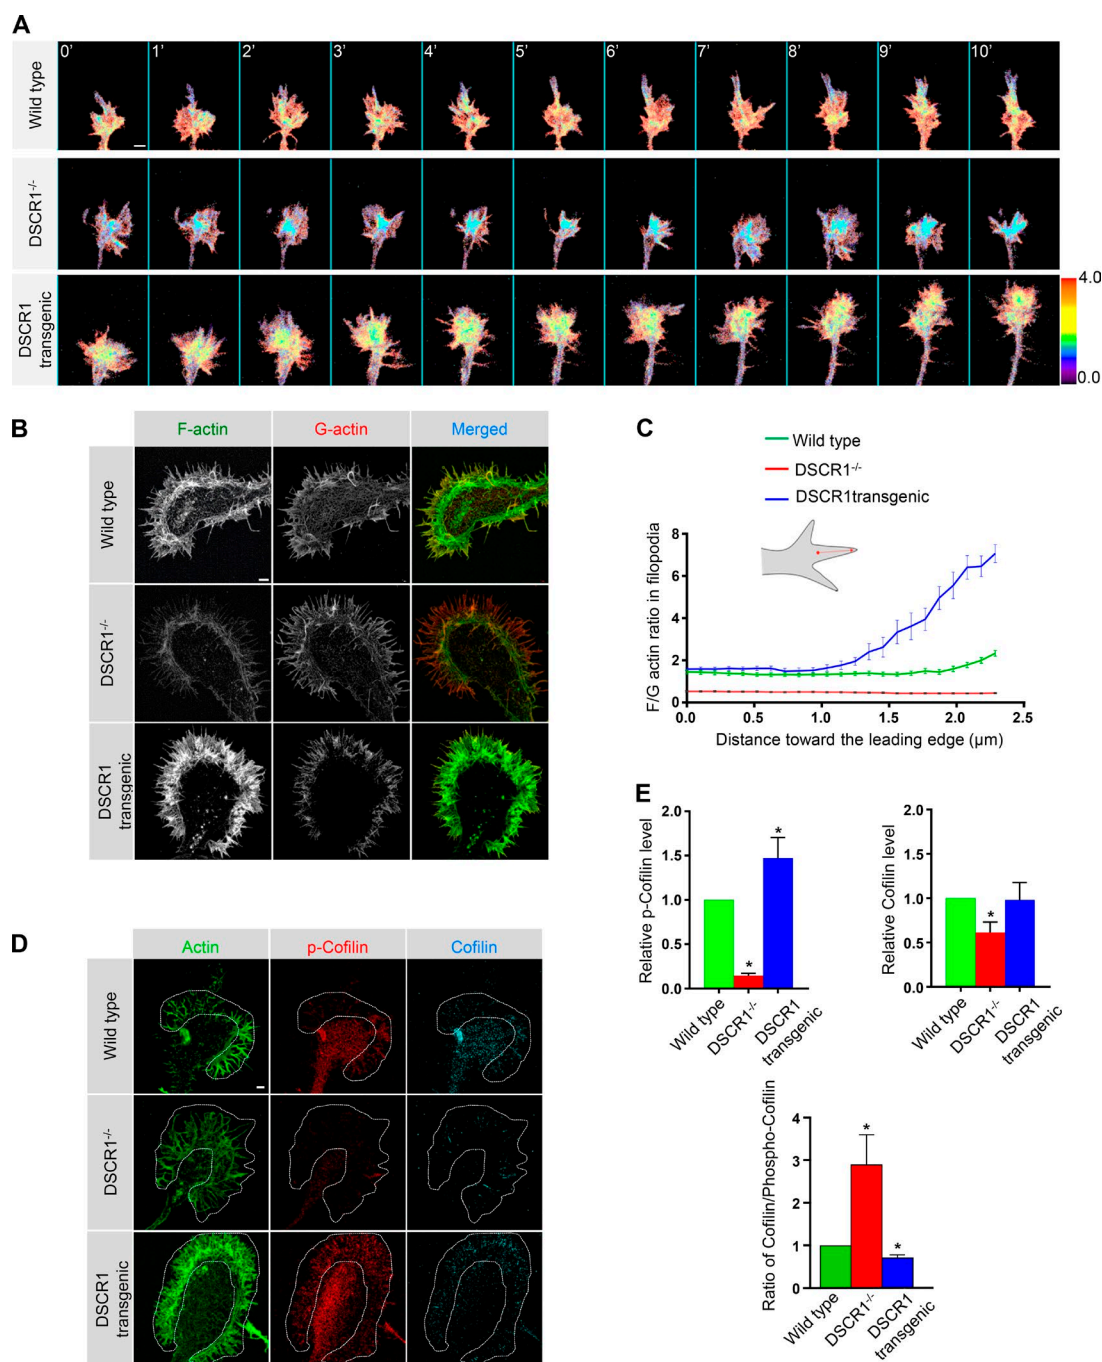 A
0’ 1’ 2’ 3’ 4’ 5’ 6’ 7’ 8’ 9’ 10’
Wild type
DSCR1-/-
DSCR1
transgenic
4.0
0.0
B
F-actin G-actin Merged
Wild type
DSCR1-/-
DSCR1
transgenic
C
Wild type
DSCR1-/-
DSCR1transgenic
F/G actin ratio in filopodia
8
6
4
2
0
0.0 0.5 1.0 1.5 2.0 2.5
Distance toward the leading edge (µm)
D
Actin p-Cofilin Cofilin
Wild type
DSCR1-/-
DSCR1
transgenic
E
Relative p-Cofilin level
2.0
1.5
1.0
0.5
0.0
*
*
Wild type
DSCR1-/-
DSCR1
transgenic
Relative Cofilin level
2.0
1.5
1.0
0.5
0.0
*
Wild type
DSCR1-/-
DSCR1
transgenic
Ratio of Cofilin/Phospho-Cofilin
4
3
2
1
0
*
*
Wild type
DSCR1-/-
DSCR1
transgenic